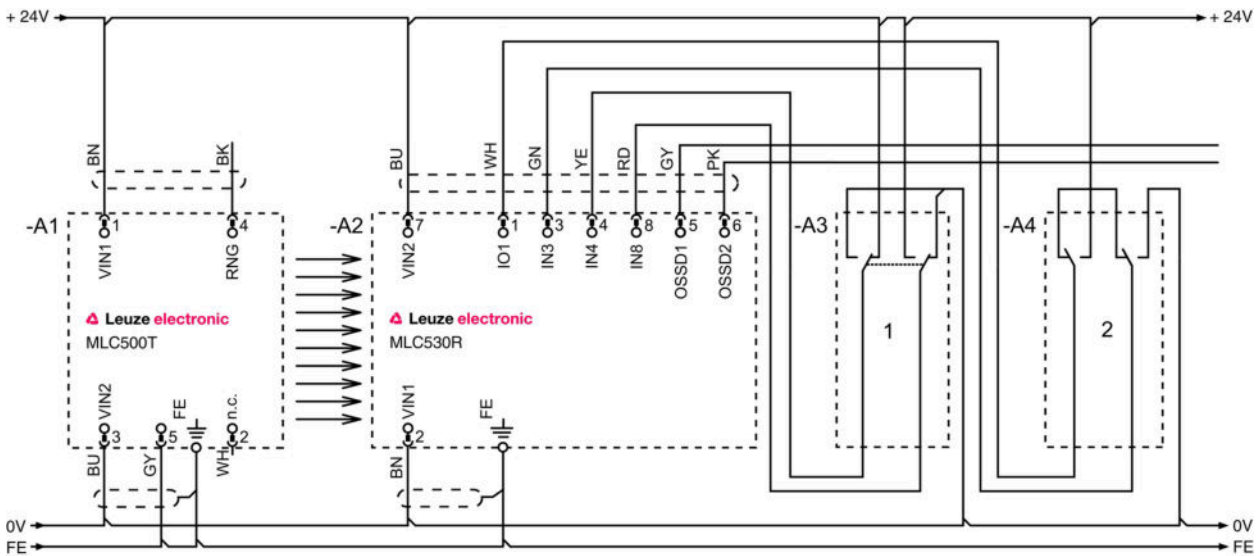 + 24V + 24V
BN BK BU WH GN YE RD GY PK
-A1 1 4 -A2 7 1 3 4 8 5 6 -A3 -A4
VIN1 RNG VIN2 IO1 IN3 IN4 IN8 OSSD1 OSSD2
Leuze electronic Leuze electronic 1 2
MLC500T MLC530R
VIN2 FE n.c. VIN1 FE
3 5 2 2
BU GY WH BN
0V 0V
FE FE